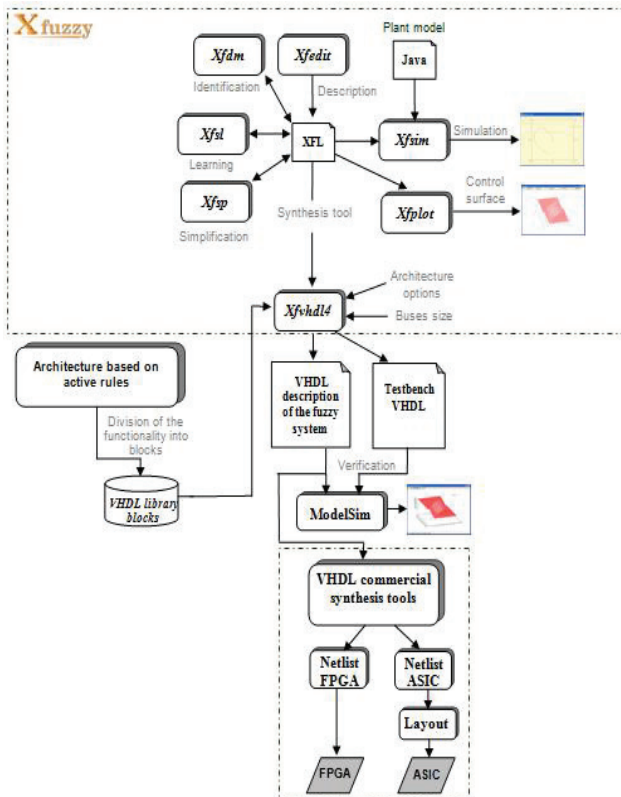 Xfuzzy
Plant model
Xfdm
Xfedit
Java
Identification
Description
Xfsl
XFL
Xfsim
Simulation
Learning
Xfsp
Synthesis tool
Xfplot
Control
surface
Simplification
Xfvhdl4
Architecture
options
Buses size
Architecture based on
active rules
VHDL
description
of the fuzzy
system
Testbench
VHDL
Division of the
functionality into
blocks
Verification
VHDL library
blocks
ModelSim
VHDL commercial
synthesis tools
Netlist
FPGA
Netlist
ASIC
Layout
FPGA
ASIC